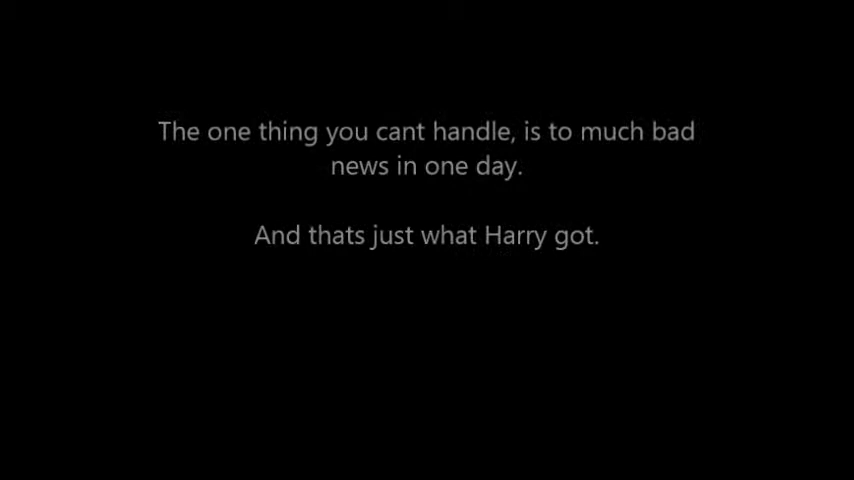 The one thing you cant handle, is to much bad
news in one day.
And thats just what Harry got.